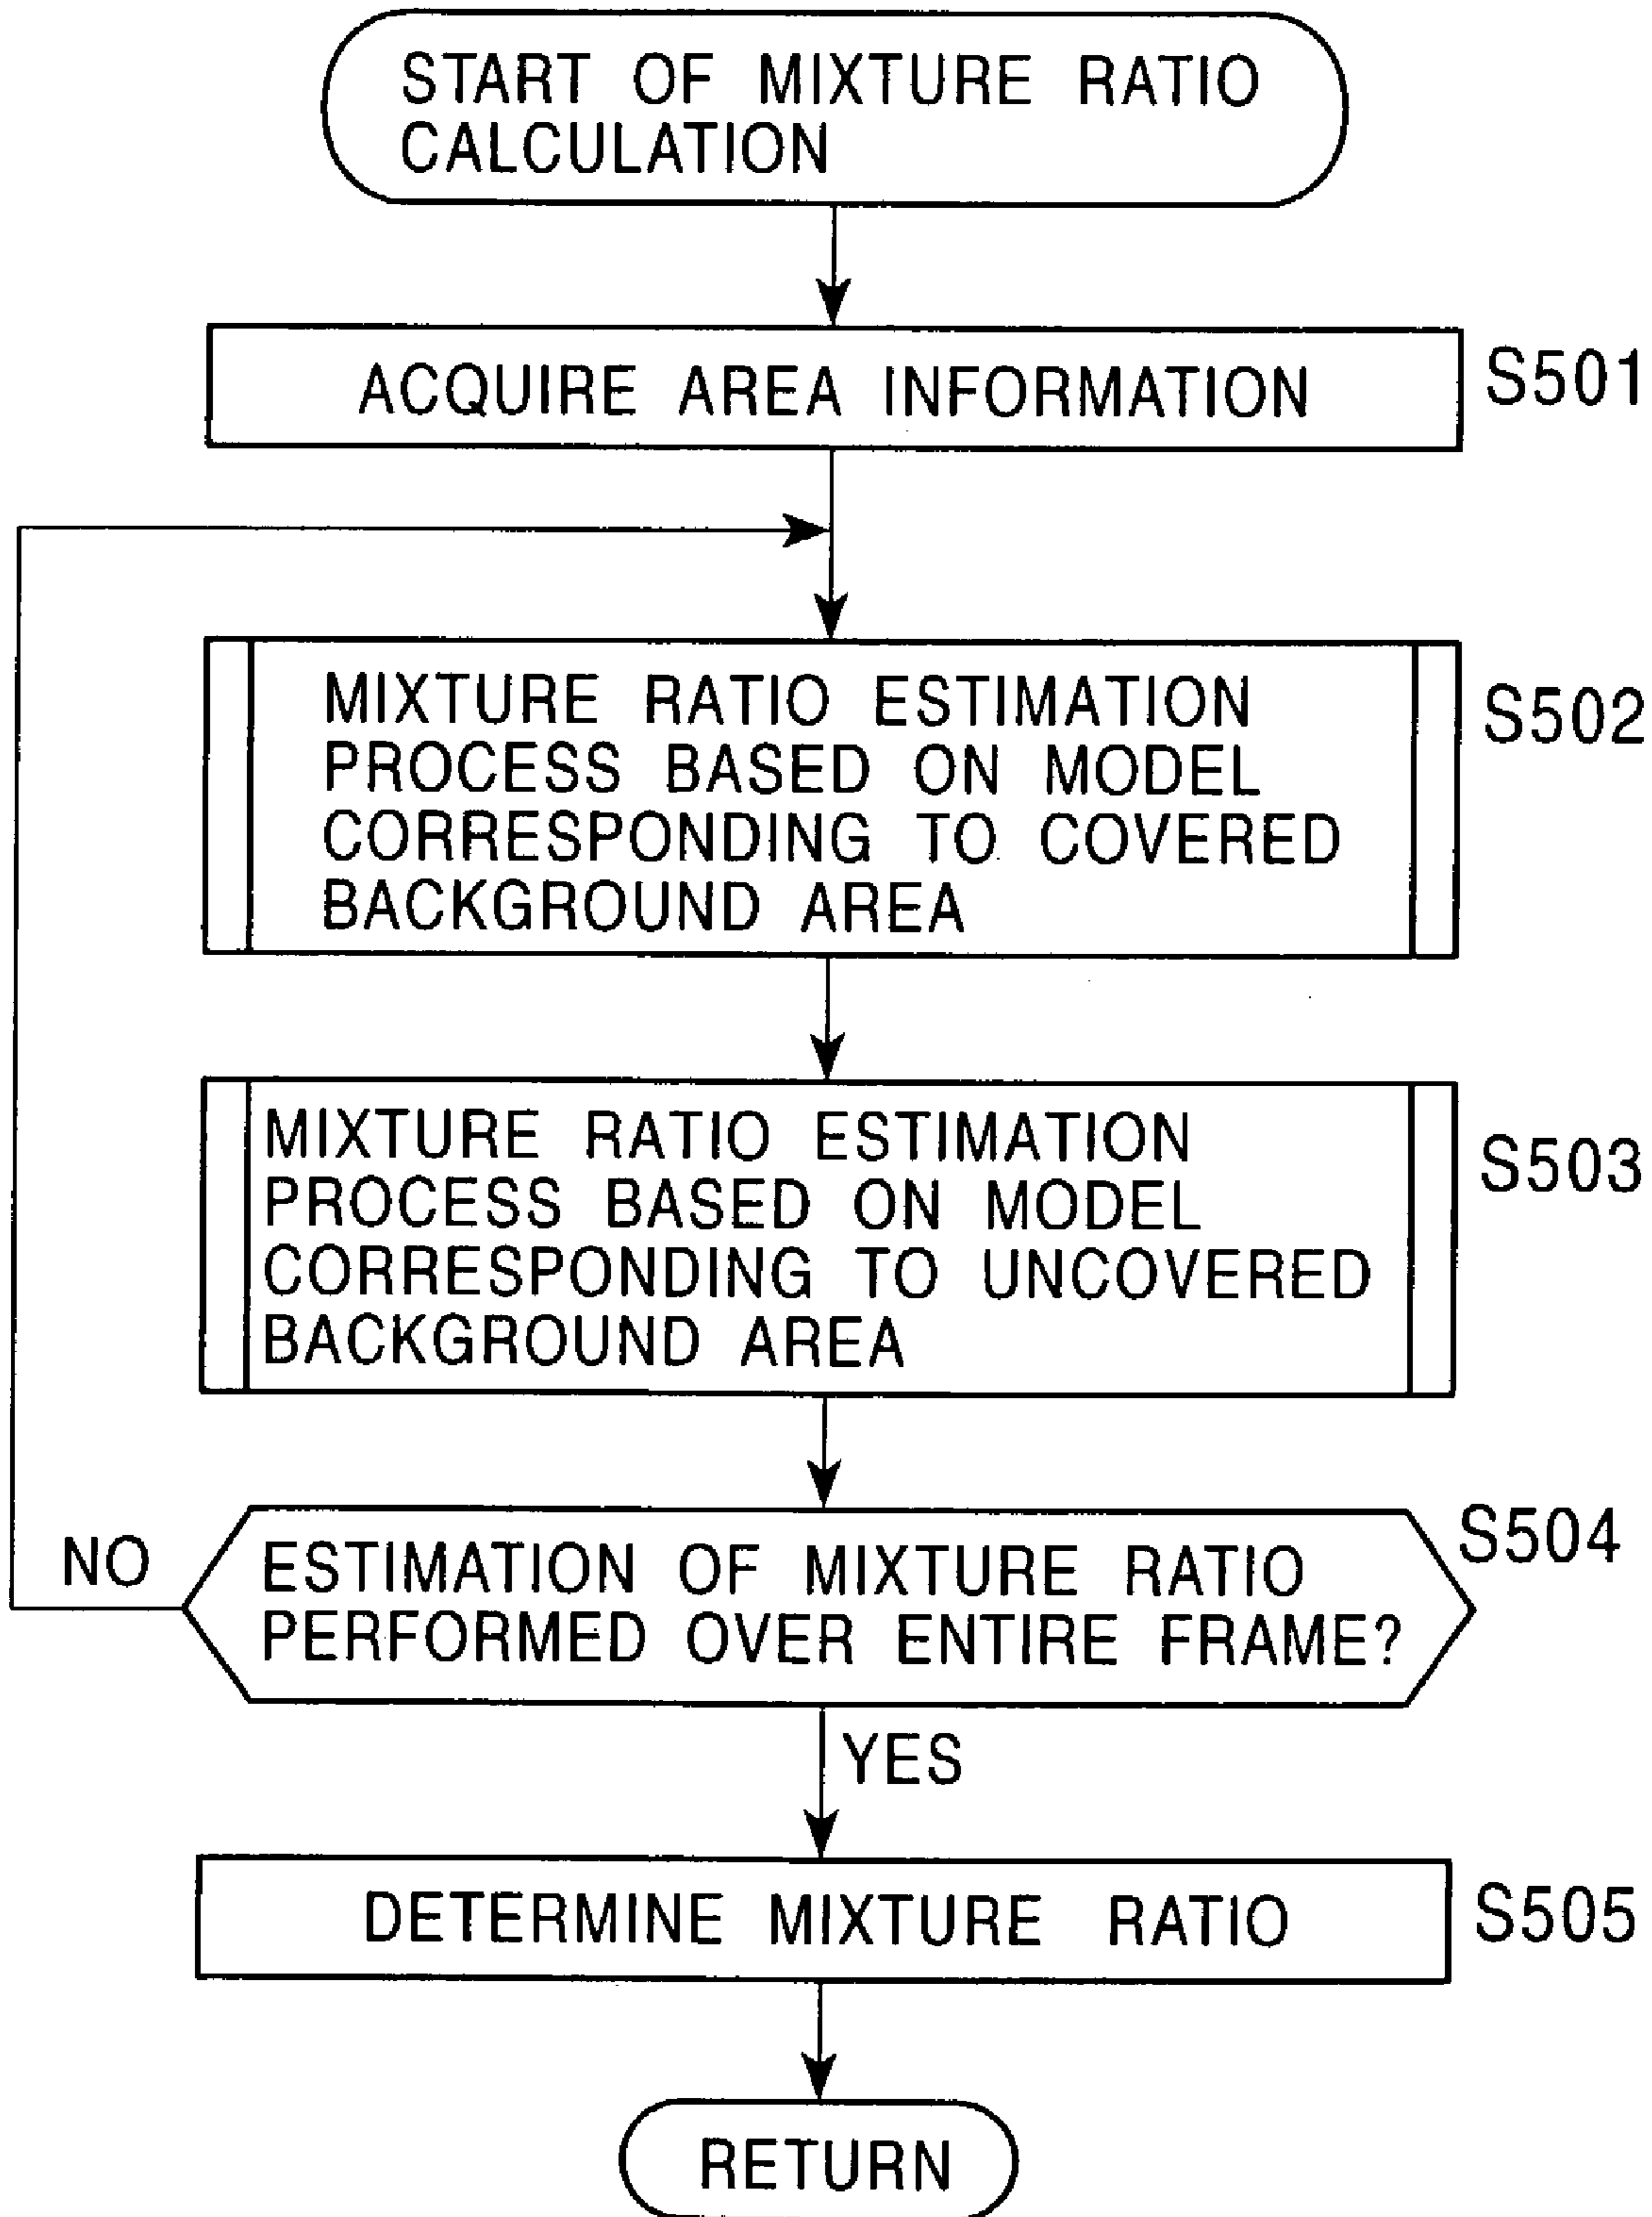 START OF MIXTURE RATIO
CALCULATION
ACQUIRE AREA INFORMATION
S501
MIXTURE RATIO ESTIMATION
PROCESS BASED ON MODEL
CORRESPONDING TO COVERED
BACKGROUND AREA
S502
MIXTURE RATIO ESTIMATION
PROCESS BASED ON MODEL
CORRESPONDING TO UNCOVERED
BACKGROUND AREA
S503
NO
ESTIMATION OF MIXTURE RATIO
PERFORMED OVER ENTIRE FRAME?
S504
YES
DETERMINE MIXTURE RATIO
S505
RETURN